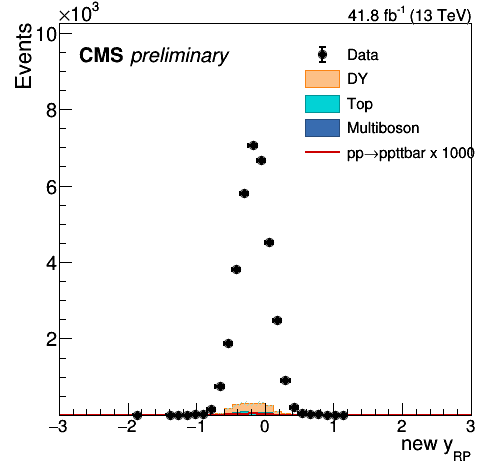 ×10³
41.8 fb⁻¹ (13 TeV)
Events
CMS preliminary
Data
DY
Top
Multiboson
pp→ppttbar x 1000
10
8
6
4
2
−3 −2 −1 0 1 2 3
new y_RP